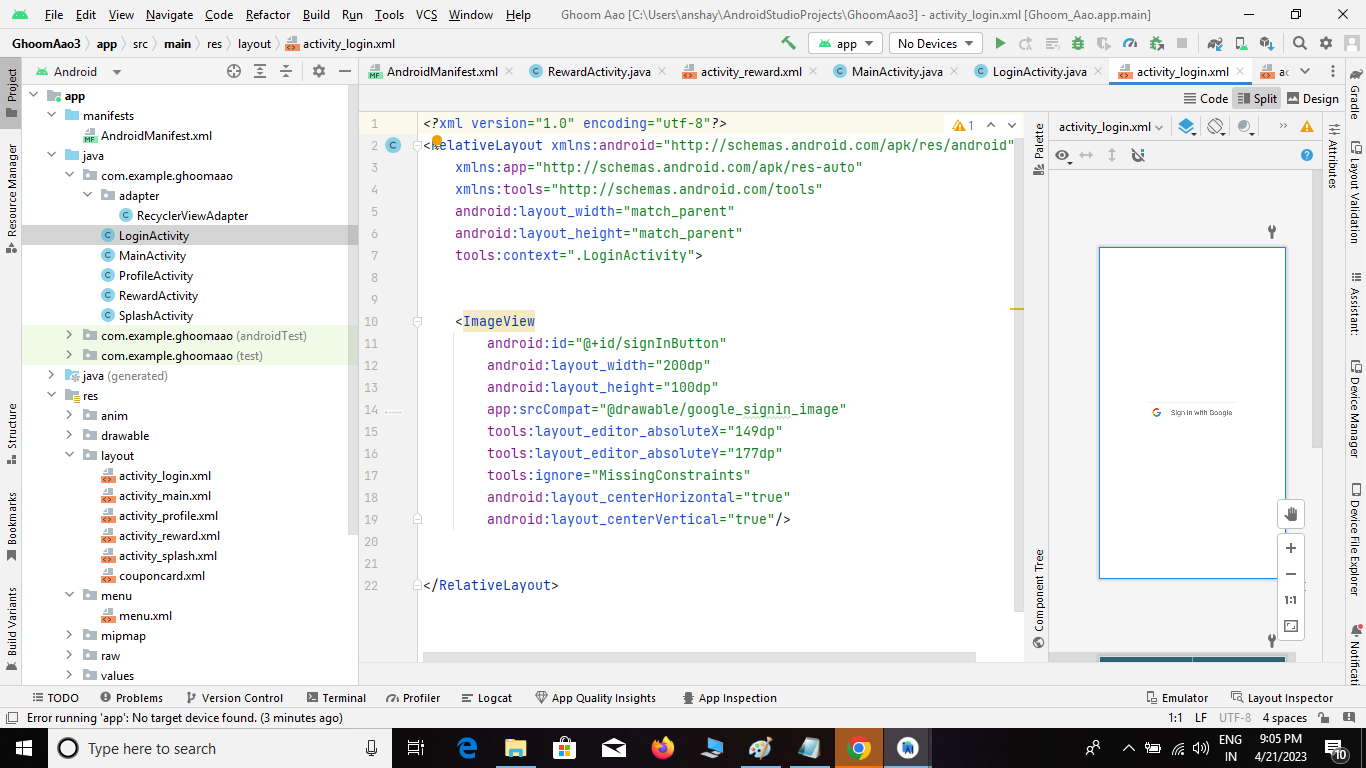 File Edit View Navigate Code Refactor Build Run Tools VCS Window Help Ghoom Aao [C:\Users\anshay\AndroidStudioProjects\GhoomAao3] - activity_login.xml [Ghoom_Aao.app.main]
GhoomAao3 app src main res layout activity_login.xml app No Devices
Project
Android
AndroidManifest.xml RewardActivity.java activity_reward.xml MainActivity.java LoginActivity.java activity_login.xml ac
Gradle
Code Split Design
app
manifests
AndroidManifest.xml
java
com.example.ghoomaao
adapter
RecyclerViewAdapter
LoginActivity
MainActivity
ProfileActivity
RewardActivity
SplashActivity
com.example.ghoomaao (androidTest)
com.example.ghoomaao (test)
java (generated)
res
anim
drawable
layout
activity_login.xml
activity_main.xml
activity_profile.xml
activity_reward.xml
activity_splash.xml
couponcard.xml
menu
menu.xml
mipmap
raw
values
Resource Manager
Structure
Bookmarks
Build Variants
1 <?xml version="1.0" encoding="utf-8"?>
1
2 <RelativeLayout xmlns:android="http://schemas.android.com/apk/res/android"
3 xmlns:app="http://schemas.android.com/apk/res-auto"
4 xmlns:tools="http://schemas.android.com/tools"
5 android:layout_width="match_parent"
6 android:layout_height="match_parent"
7 tools:context=".LoginActivity">
8
9
10 <ImageView
11 android:id="@+id/signInButton"
12 android:layout_width="200dp"
13 android:layout_height="100dp"
14 app:srcCompat="@drawable/google_signin_image"
15 tools:layout_editor_absoluteX="149dp"
16 tools:layout_editor_absoluteY="177dp"
17 tools:ignore="MissingConstraints"
18 android:layout_centerHorizontal="true"
19 android:layout_centerVertical="true"/>
20
21
22 </RelativeLayout>
Palette
Component Tree
activity_login.xml
Sign in with Google
1:1
Attributes
Layout Validation
Device Manager
Assistant:
Device File Explorer
Notificati
TODO Problems Version Control Terminal Profiler Logcat App Quality Insights App Inspection Emulator Layout Inspector
Error running 'app': No target device found. (3 minutes ago) 1:1 LF UTF-8 4 spaces
Type here to search
ENG
IN
9:05 PM
4/21/2023
10